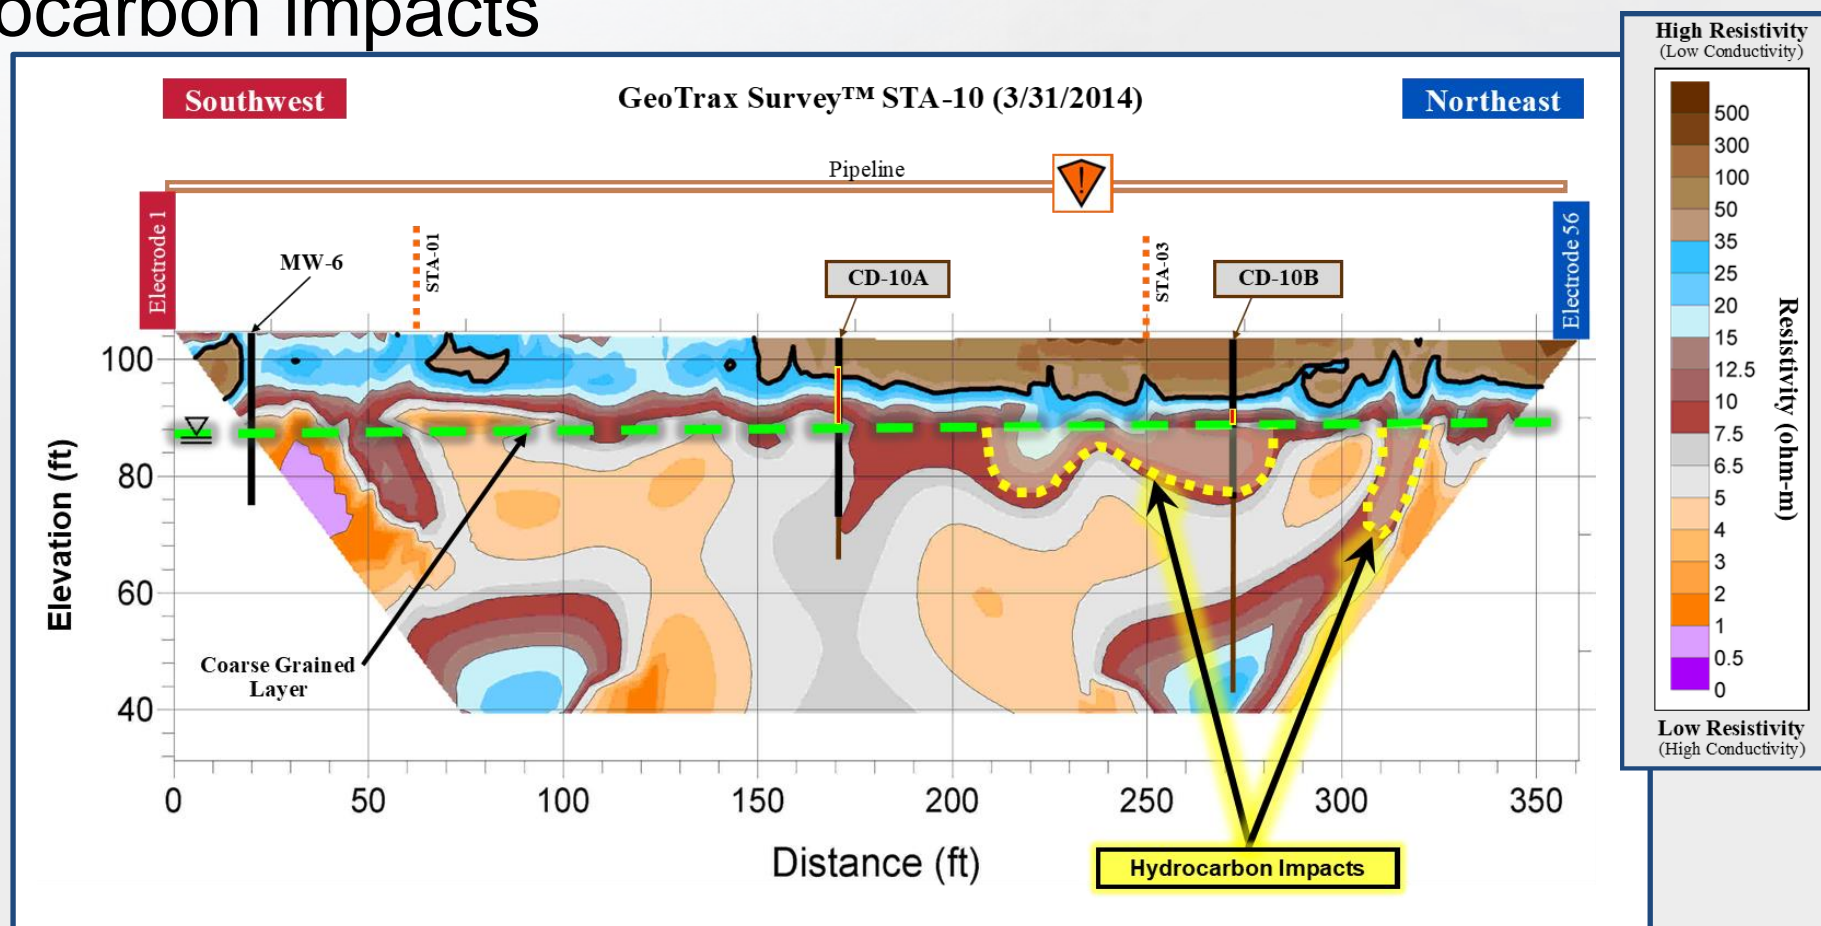 ocarbon Impacts
High Resistivity
(Low Conductivity)
Southwest
GeoTrax Survey™ STA-10 (3/31/2014)
Northeast
Pipeline
!
Electrode 1
MW-6
STA-01
CD-10A
STA-03
CD-10B
Electrode 56
500
300
100
50
35
25
20
15
12.5
10
7.5
6.5
5
4
3
2
1
0.5
0
Resistivity (ohm-m)
Low Resistivity
(High Conductivity)
Elevation (ft)
100
80
60
40
Coarse Grained
Layer
0
50
100
150
200
250
300
350
Distance (ft)
Hydrocarbon Impacts